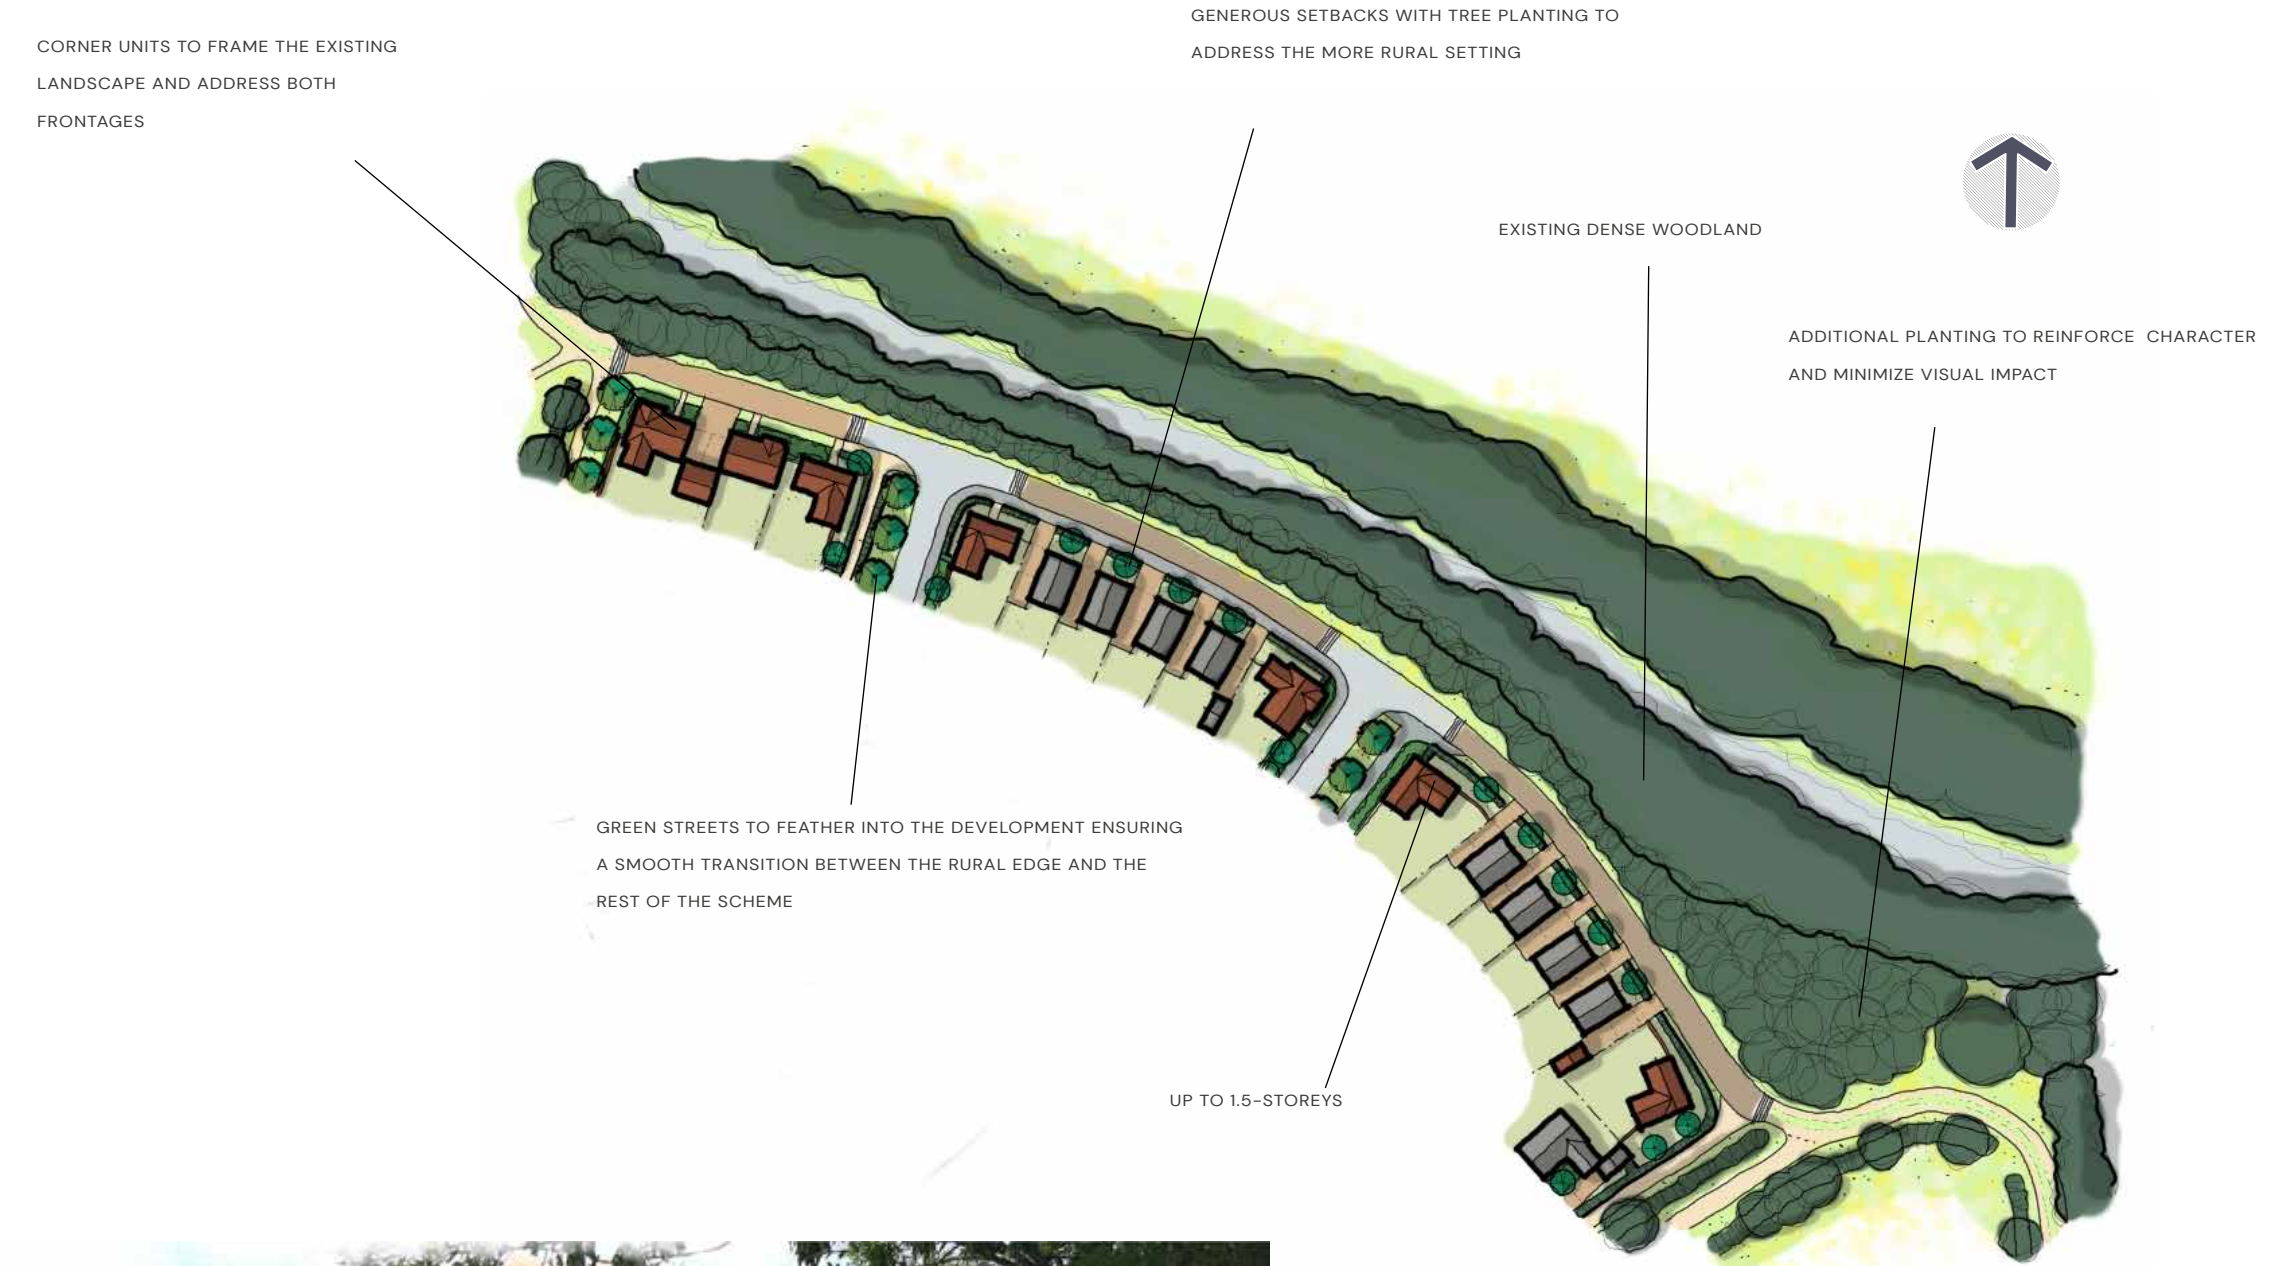 GENEROUS SETBACKS WITH TREE PLANTING TO
ADDRESS THE MORE RURAL SETTING
CORNER UNITS TO FRAME THE EXISTING
LANDSCAPE AND ADDRESS BOTH
FRONTAGES
EXISTING DENSE WOODLAND
ADDITIONAL PLANTING TO REINFORCE CHARACTER
AND MINIMIZE VISUAL IMPACT
GREEN STREETS TO FEATHER INTO THE DEVELOPMENT ENSURING
A SMOOTH TRANSITION BETWEEN THE RURAL EDGE AND THE
REST OF THE SCHEME
UP TO 1.5-STOREYS